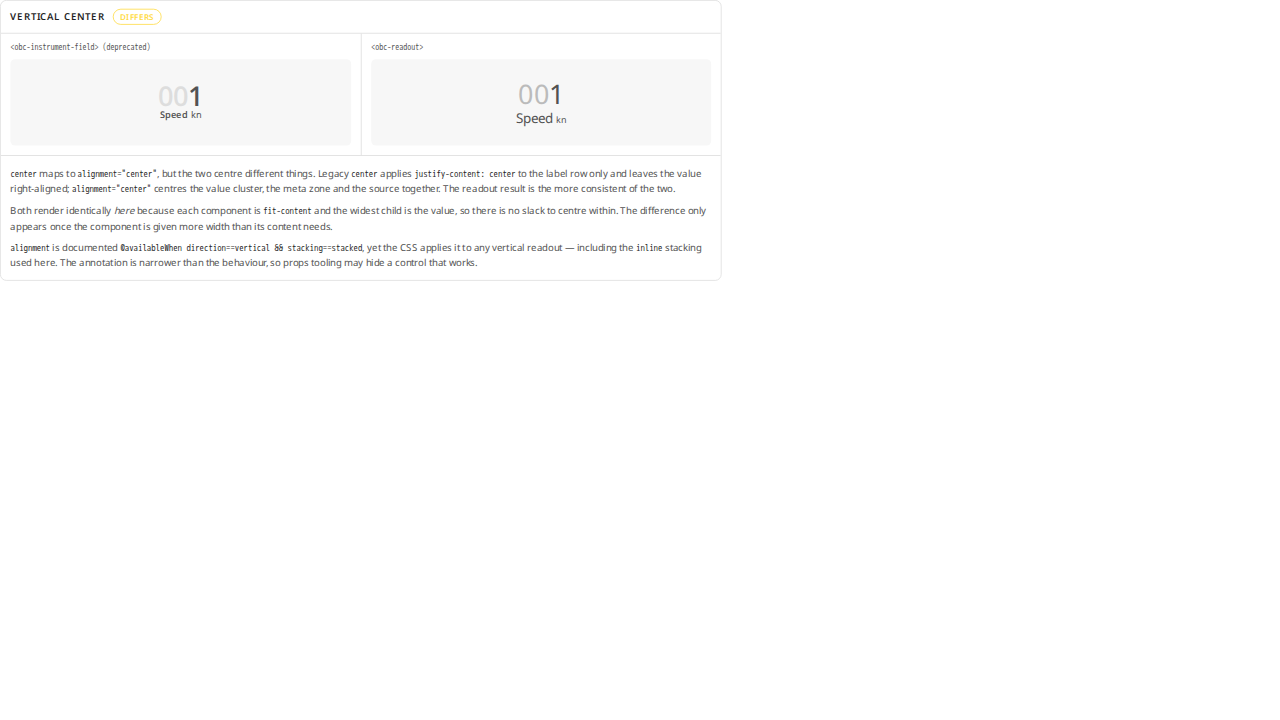 VERTICAL CENTER DIFFERS
<obc-instrument-field> (deprecated)
<obc-readout>
001
Speed kn
001
Speed kn
center maps to alignment="center", but the two centre different things. Legacy center applies justify-content: center to the label row only and leaves the value
right-aligned; alignment="center" centres the value cluster, the meta zone and the source together. The readout result is the more consistent of the two.
Both render identically here because each component is fit-content and the widest child is the value, so there is no slack to centre within. The difference only
appears once the component is given more width than its content needs.
alignment is documented @availableWhen direction==vertical && stacking==stacked, yet the CSS applies it to any vertical readout — including the inline stacking
used here. The annotation is narrower than the behaviour, so props tooling may hide a control that works.